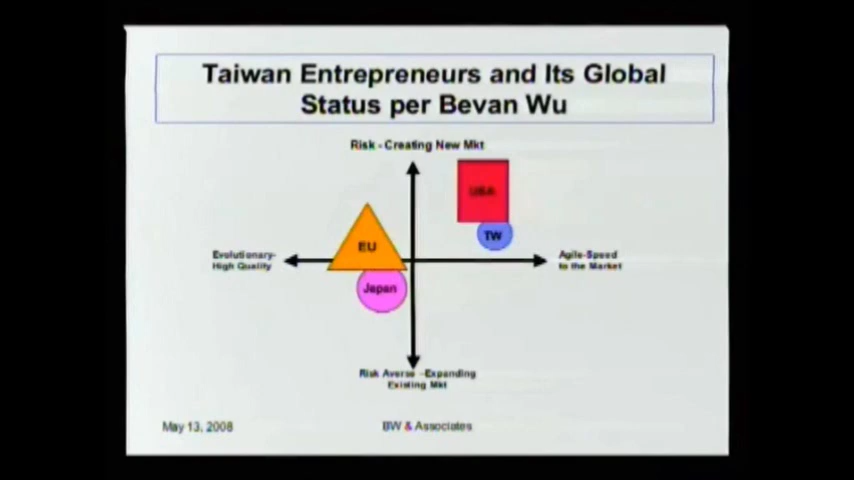 Taiwan Entrepreneurs and Its Global
Status per Bevan Wu
Risk - Creating New Mkt
USA
TW
EU
Evolutionary-
High Quality
Agile-Speed
to the Market
Japan
Risk Averse -Expanding
Existing Mkt
May 13, 2008
BW & Associates